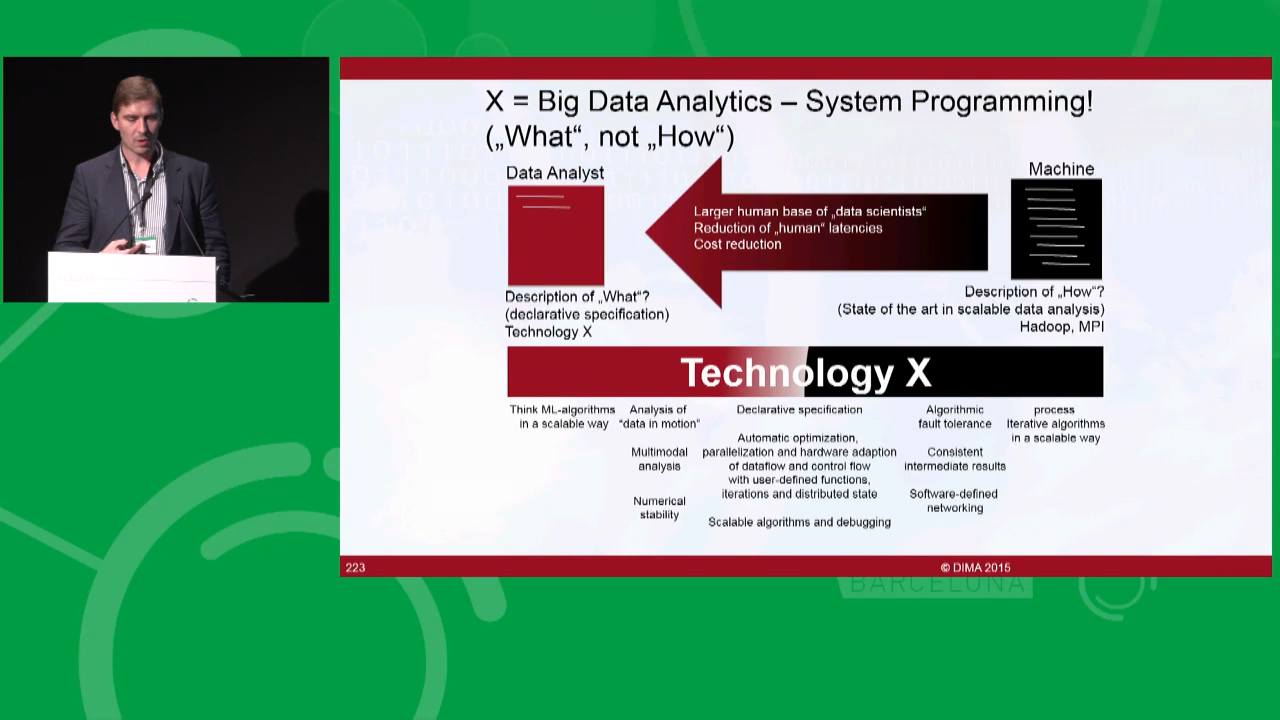 X = Big Data Analytics – System Programming!
(„What“, not „How“)
Data Analyst
Machine
Larger human base of „data scientists“
Reduction of „human“ latencies
Cost reduction
Description of „What“?
(declarative specification)
Technology X
Description of „How“?
(State of the art in scalable data analysis)
Hadoop, MPI
Technology X
Think ML-algorithms
in a scalable way
Analysis of
“data in motion”
Multimodal
analysis
Numerical
stability
Declarative specification
Automatic optimization,
parallelization and hardware adaption
of dataflow and control flow
with user-defined functions,
iterations and distributed state
Scalable algorithms and debugging
Algorithmic
fault tolerance
Consistent
intermediate results
Software-defined
networking
process
Iterative algorithms
in a scalable way
223
© DIMA 2015
BARCELONA